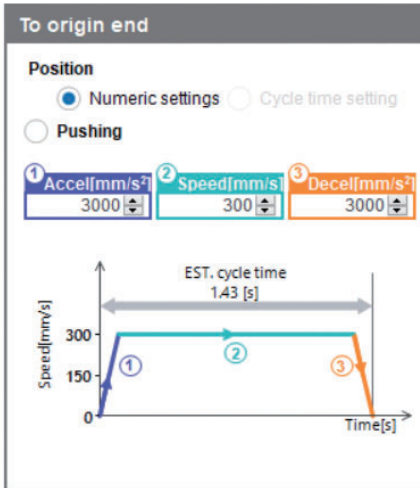 To origin end
Position
Numeric settings Cycle time setting
Pushing
1 Accel[mm/s²] 2 Speed[mm/s] 3 Decel[mm/s²]
3000 300 3000
EST. cycle time
1.43 [s]
Speed[mm/s]
300
150
0
1
2
3
Time[s]